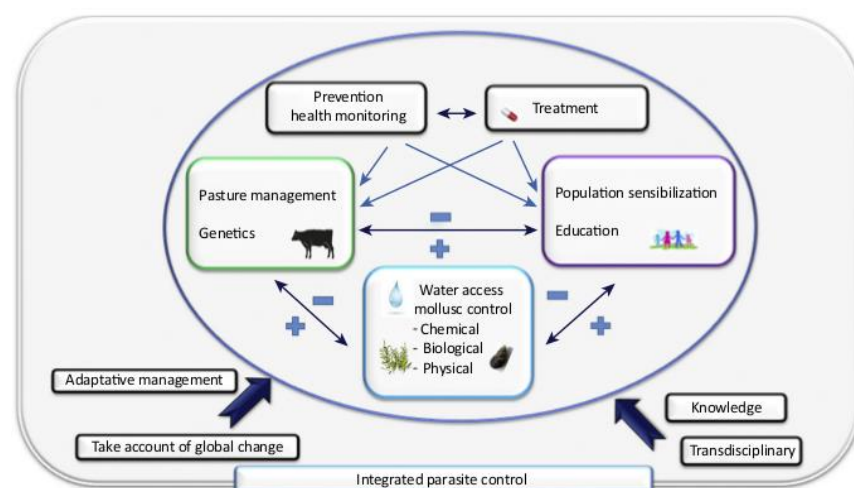 Prevention
health monitoring
Treatment
Pasture management
Genetics
Population sensibilization
Education
Water access
mollusc control
- Chemical
- Biological
- Physical
Adaptative management
Take account of global change
Knowledge
Transdisciplinary
Integrated parasite control